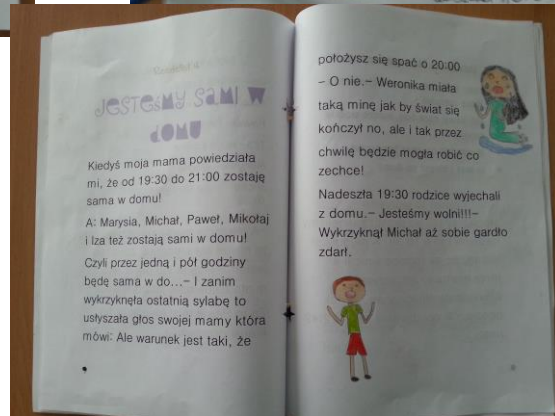 Rozdział 4
JESTEŚMY SAMI W
DOMU
Kiedyś moja mama powiedziała
mi, że od 19:30 do 21:00 zostaję
sama w domu!
A: Marysia, Michał, Paweł, Mikołaj
i Iza też zostają sami w domu!
Czyli przez jedną i pół godziny
będę sama w do...– I zanim
wykrzyknęła ostatnią sylabę to
usłyszała głos swojej mamy która
mówi: Ale warunek jest taki, że
położysz się spać o 20:00
– O nie.– Weronika miała
taką minę jak by świat się
kończył no, ale i tak przez
chwilę będzie mogła robić co
zechce!
Nadeszła 19:30 rodzice wyjechali
z domu.– Jesteśmy wolni!!!–
Wykrzyknął Michał aż sobie gardło
zdarł.